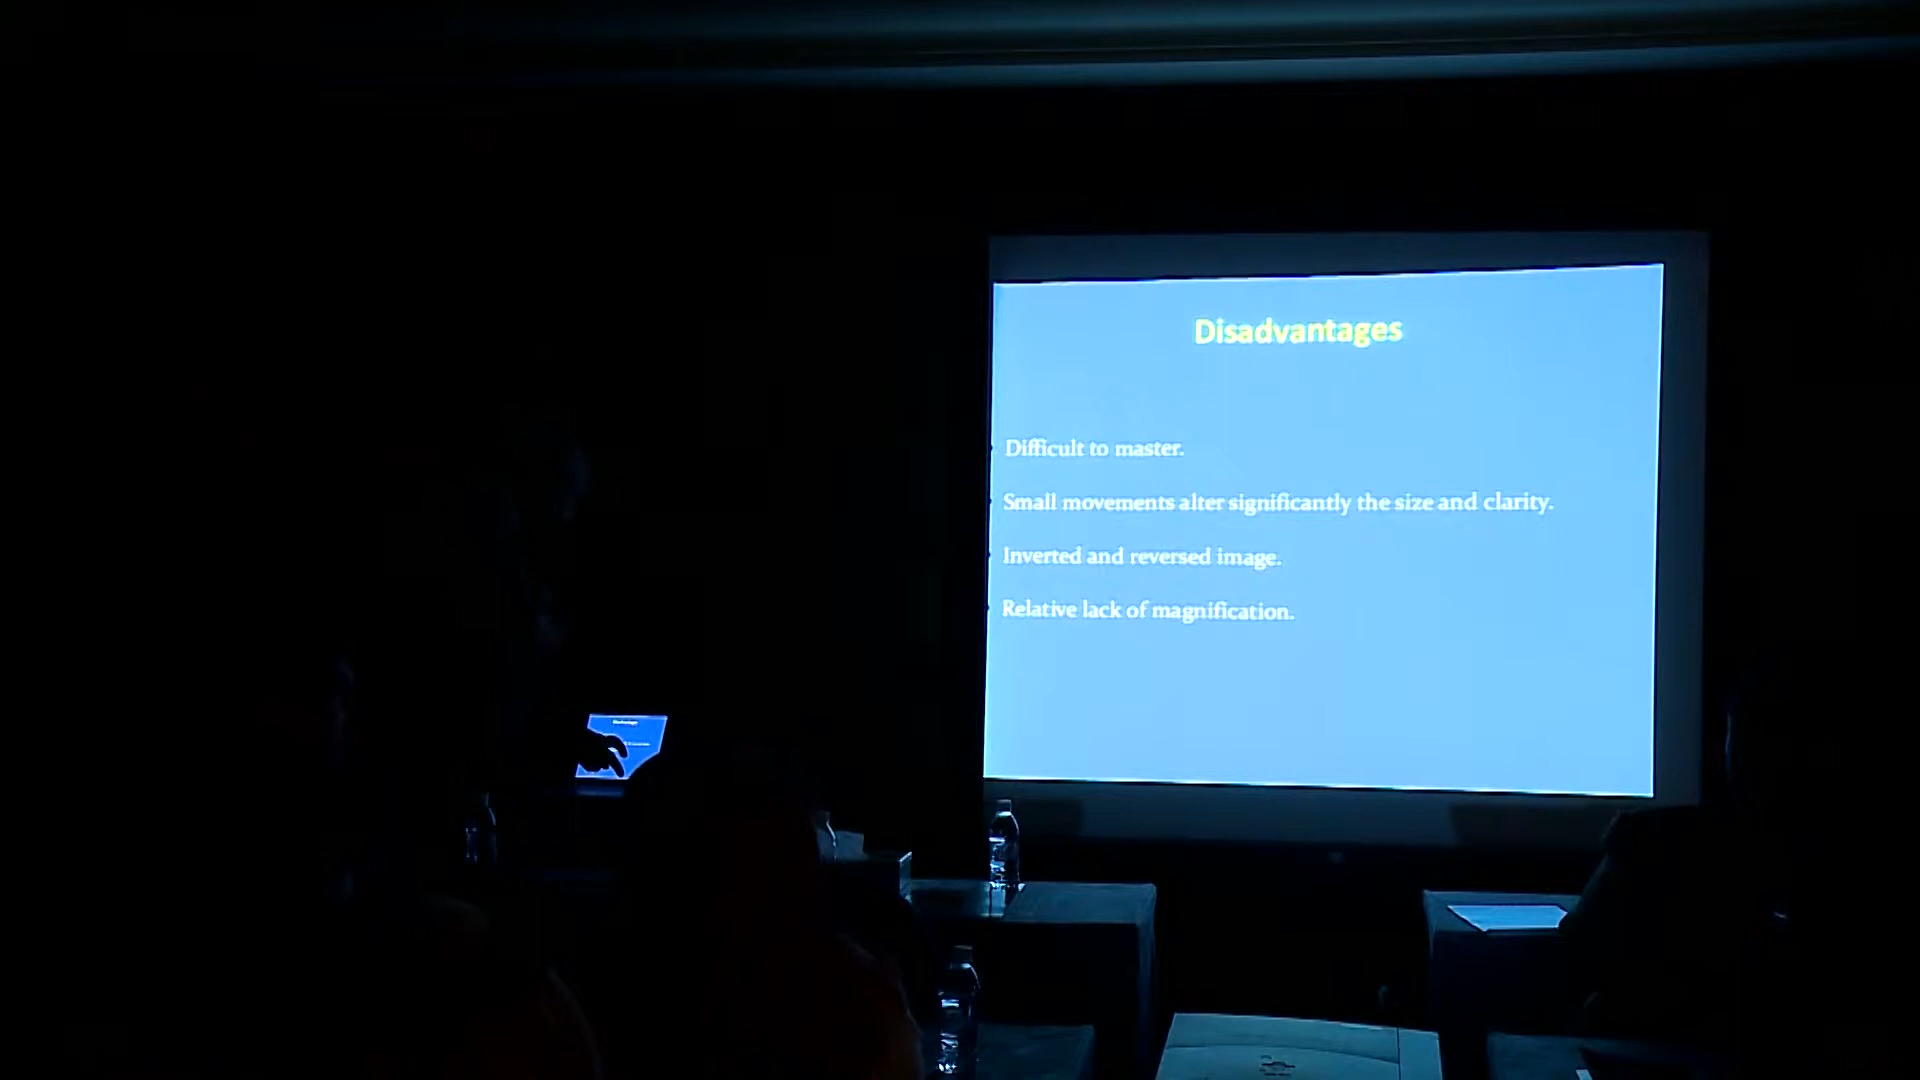 Disadvantages
Difficult to master.
Small movements alter significantly the size and clarity.
Inverted and reversed image.
Relative lack of magnification.